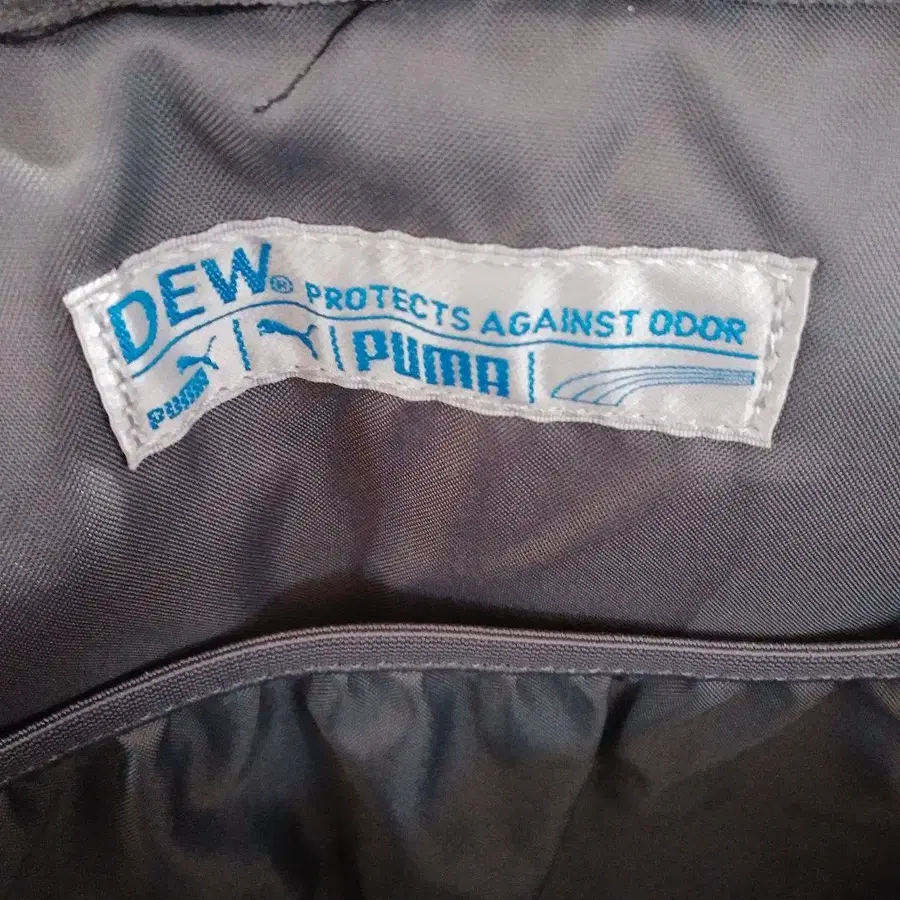 DEW® PROTECTS AGAINST ODOR
PUMA | | PUMA |